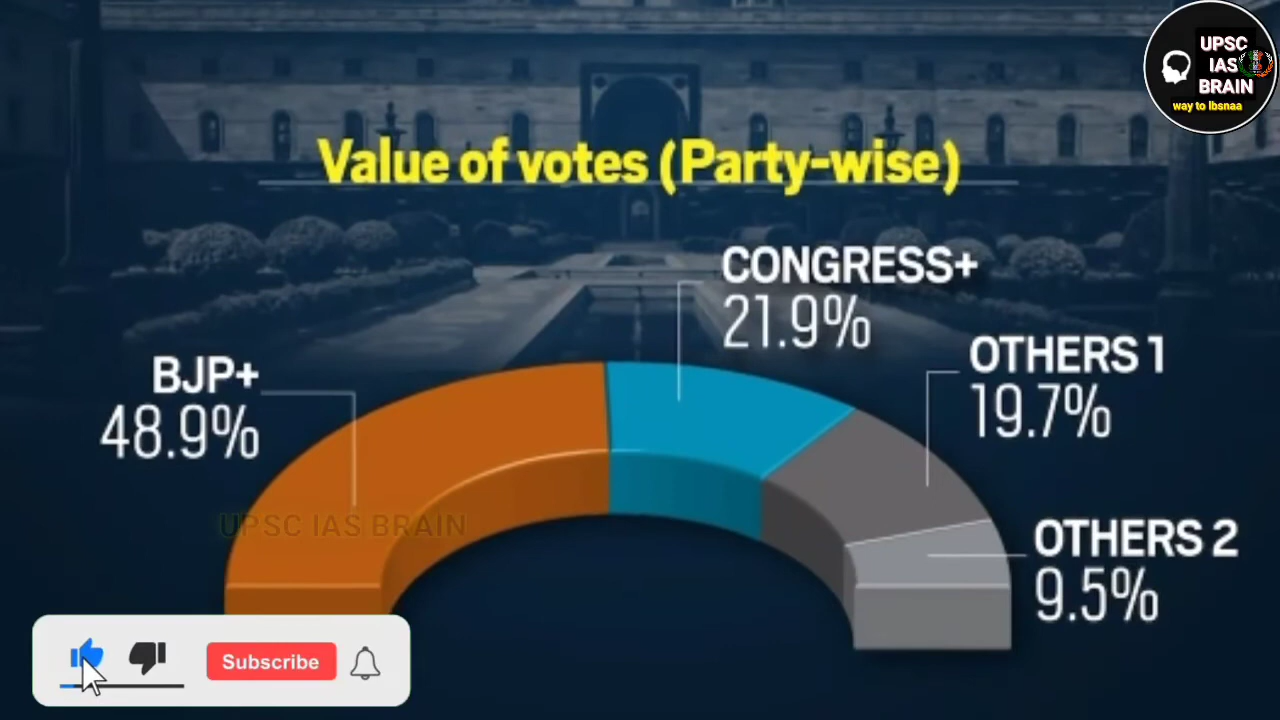 UPSC
IAS
BRAIN
way to lbsnaa
Value of votes (Party-wise)
CONGRESS+
21.9%
OTHERS 1
19.7%
BJP+
48.9%
UPSC IAS BRAIN
OTHERS 2
9.5%
Subscribe